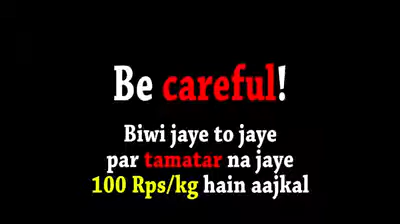 Be careful!
Biwi jaye to jaye
par tamatar na jaye
100 Rps/kg hain aajkal